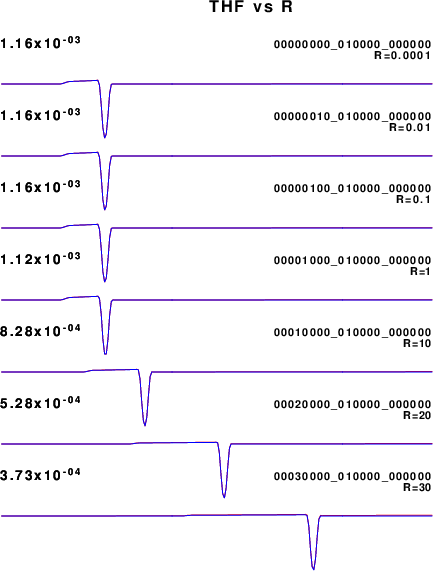 THF vs R
1.16x10^-03 00000000_010000_000000
R=0.0001
1.16x10^-03 00000010_010000_000000
R=0.01
1.16x10^-03 00000100_010000_000000
R=0.1
1.12x10^-03 00001000_010000_000000
R=1
8.28x10^-04 00010000_010000_000000
R=10
5.28x10^-04 00020000_010000_000000
R=20
3.73x10^-04 00030000_010000_000000
R=30